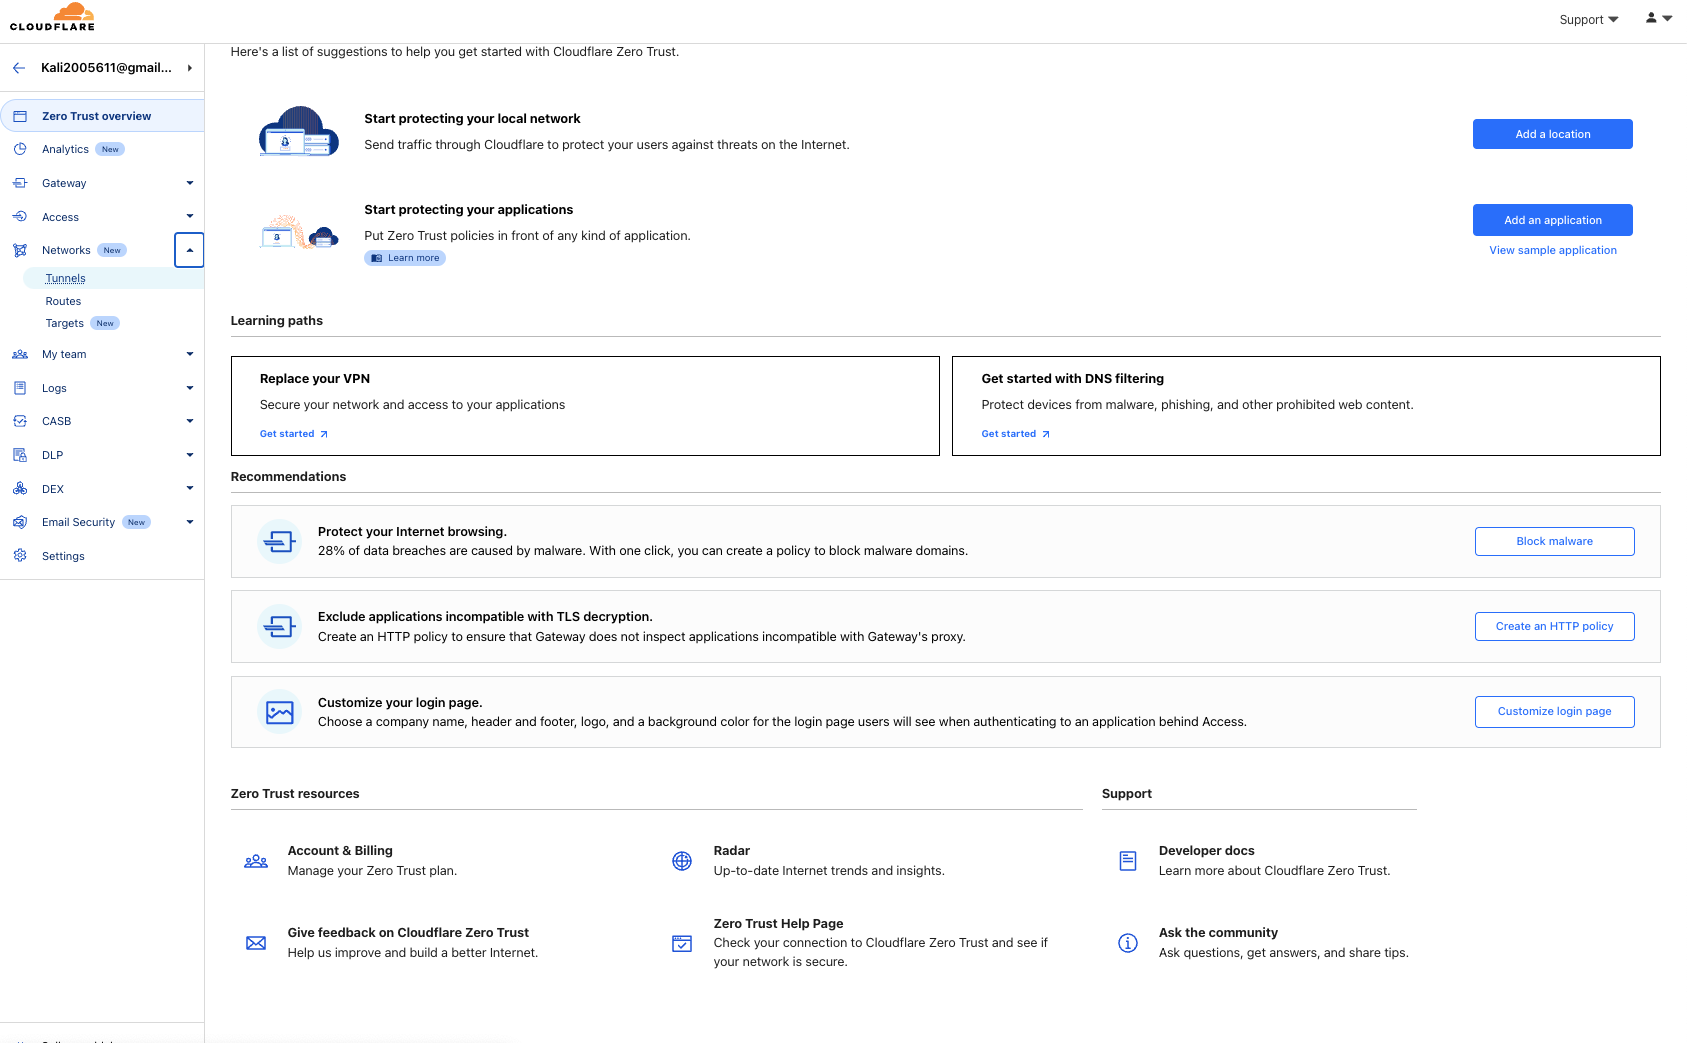 CLOUDFLARE
Support
Kali2005611@gmail...
Zero Trust overview
Analytics New
Gateway
Access
Networks New
Tunnels
Routes
Targets New
My team
Logs
CASB
DLP
DEX
Email Security New
Settings
Here's a list of suggestions to help you get started with Cloudflare Zero Trust.
Start protecting your local network
Send traffic through Cloudflare to protect your users against threats on the Internet.
Add a location
Start protecting your applications
Put Zero Trust policies in front of any kind of application.
Learn more
Add an application
View sample application
Learning paths
Replace your VPN
Secure your network and access to your applications
Get started
Get started with DNS filtering
Protect devices from malware, phishing, and other prohibited web content.
Get started
Recommendations
Protect your Internet browsing.
28% of data breaches are caused by malware. With one click, you can create a policy to block malware domains.
Block malware
Exclude applications incompatible with TLS decryption.
Create an HTTP policy to ensure that Gateway does not inspect applications incompatible with Gateway's proxy.
Create an HTTP policy
Customize your login page.
Choose a company name, header and footer, logo, and a background color for the login page users will see when authenticating to an application behind Access.
Customize login page
Zero Trust resources
Account & Billing
Manage your Zero Trust plan.
Radar
Up-to-date Internet trends and insights.
Give feedback on Cloudflare Zero Trust
Help us improve and build a better Internet.
Zero Trust Help Page
Check your connection to Cloudflare Zero Trust and see if
your network is secure.
Support
Developer docs
Learn more about Cloudflare Zero Trust.
Ask the community
Ask questions, get answers, and share tips.